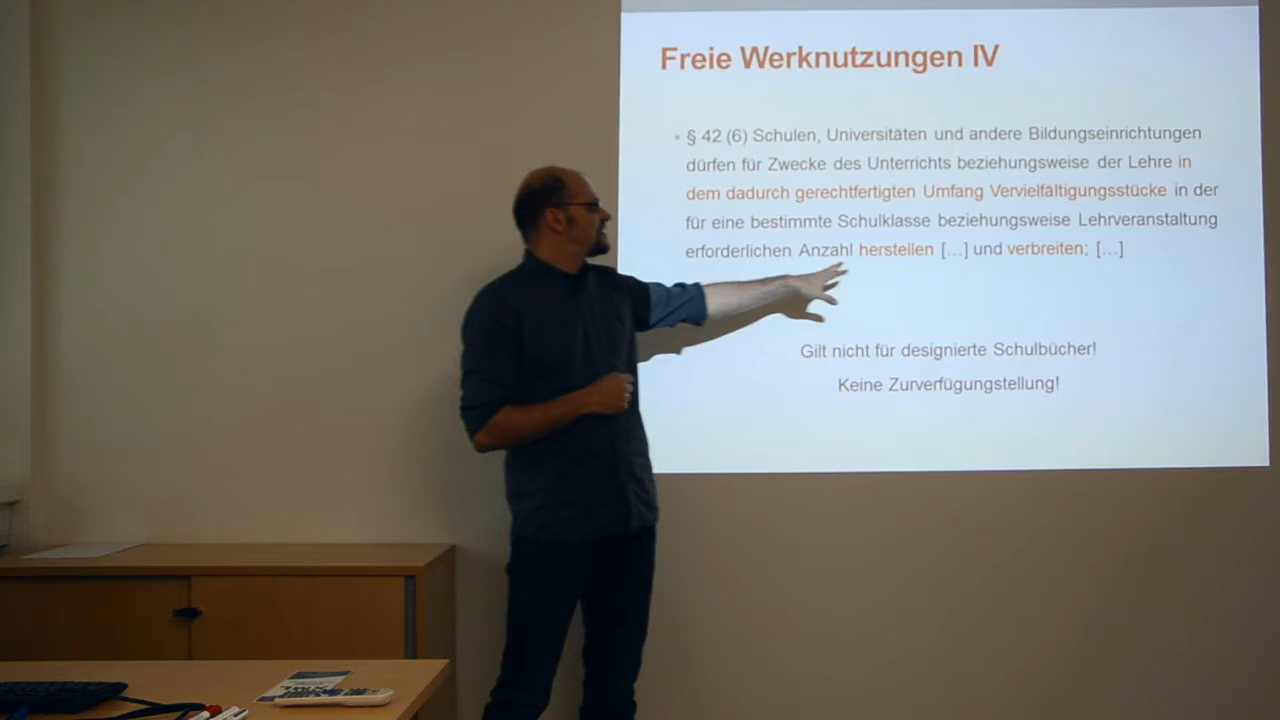 Freie Werknutzungen IV
• § 42 (6) Schulen, Universitäten und andere Bildungseinrichtungen
dürfen für Zwecke des Unterrichts beziehungsweise der Lehre in
dem dadurch gerechtfertigten Umfang Vervielfältigungsstücke in der
für eine bestimmte Schulklasse beziehungsweise Lehrveranstaltung
erforderlichen Anzahl herstellen […] und verbreiten; […]
Gilt nicht für designierte Schulbücher!
Keine Zurverfügungstellung!